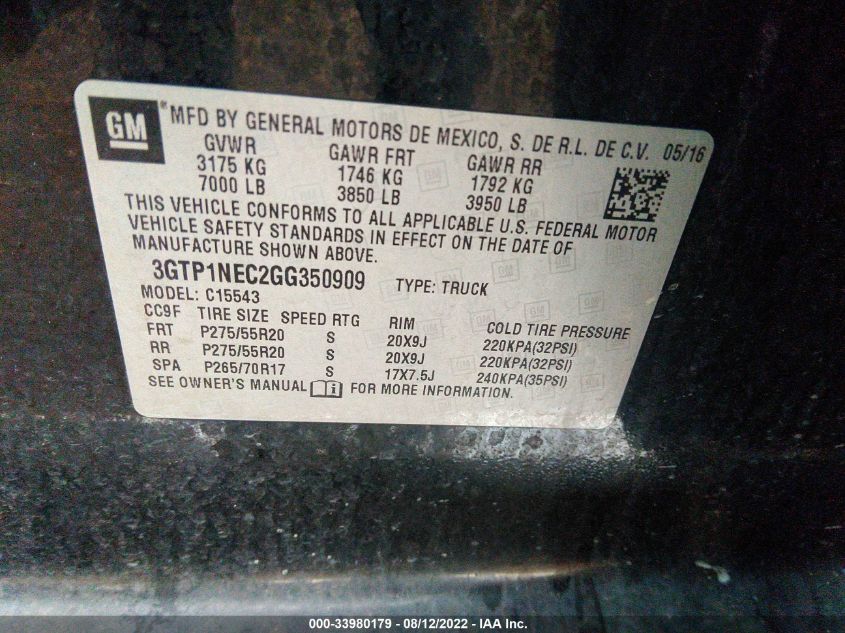 GM ® MFD BY GENERAL MOTORS DE MEXICO, S. DE R.L. DE C.V. 05/16
GVWR GAWR FRT GAWR RR
3175 KG 1746 KG 1792 KG
7000 LB 3850 LB 3950 LB
THIS VEHICLE CONFORMS TO ALL APPLICABLE U.S. FEDERAL MOTOR
VEHICLE SAFETY STANDARDS IN EFFECT ON THE DATE OF
MANUFACTURE SHOWN ABOVE.
3GTP1NEC2GG350909 TYPE: TRUCK
MODEL: C15543
CC9F TIRE SIZE SPEED RTG RIM COLD TIRE PRESSURE
FRT P275/55R20 S 20X9J 220KPA(32PSI)
RR P275/55R20 S 20X9J 220KPA(32PSI)
SPA P265/70R17 S 17X7.5J 240KPA(35PSI)
SEE OWNER'S MANUAL i FOR MORE INFORMATION.
000-33980179 - 08/12/2022 - IAA Inc.